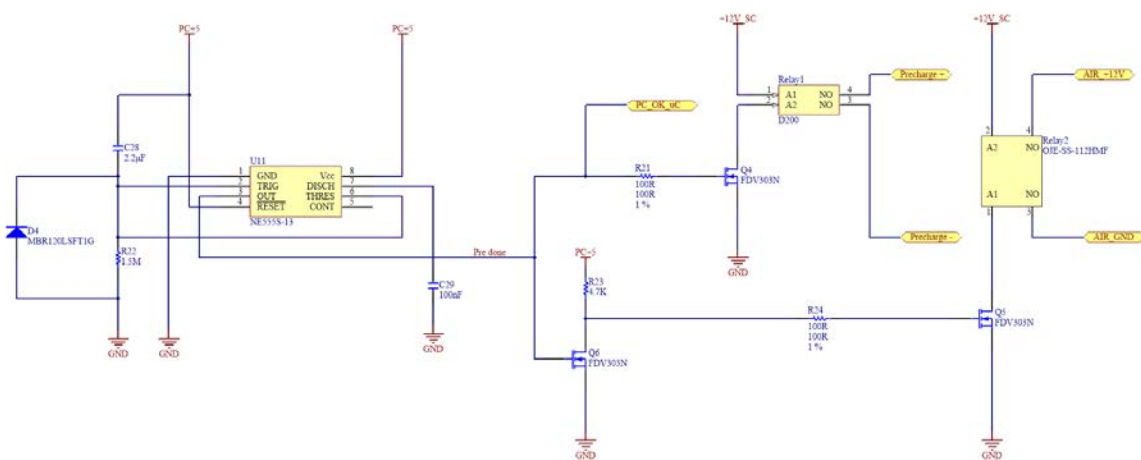 PC=5
PC=5
+12V_SC
+12V_SC
Relay1
1 A1 NO 4
2 A2 NO 3
D200
Precharge +
AIR_+12V
PC_OK_uC
C28
2.2μF
U11
1 GND Vcc 8
2 TRIG DISCH 7
3 OUT THRES 6
4 RESET CONT 5
NE555S-13
R21
100R
100R
1 %
Q4
FDV303N
2 4
A2 NO
A1 NO
1 3
Relay2
OJE-SS-112HMF
D4
MBR120LSFT1G
R22
1.5M
Pre done
PC=5
R23
4.7K
Precharge -
AIR_GND
GND
C29
100nF
R24
100R
100R
1 %
Q5
FDV303N
GND
GND
GND
Q6
FDV303N
GND
GND